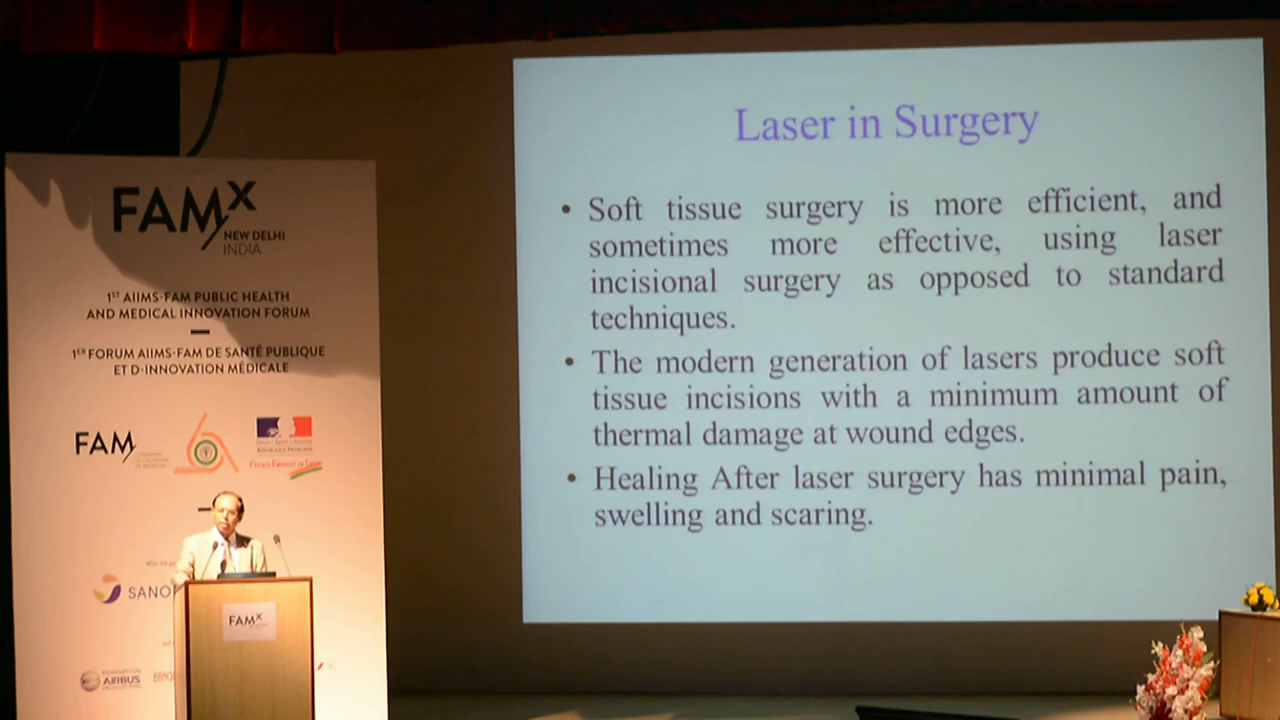 FAMx
NEW DELHI
INDIA
1ST AIIMS-FAM PUBLIC HEALTH
AND MEDICAL INNOVATION FORUM
1ER FORUM AIIMS-FAM DE SANTÉ PUBLIQUE
ET D-INNOVATION MÉDICALE
FAM
SANO
FONDATION
AIRBUS
FAMx
Laser in Surgery
• Soft tissue surgery is more efficient, and
sometimes more effective, using laser
incisional surgery as opposed to standard
techniques.
• The modern generation of lasers produce soft
tissue incisions with a minimum amount of
thermal damage at wound edges.
• Healing After laser surgery has minimal pain,
swelling and scaring.